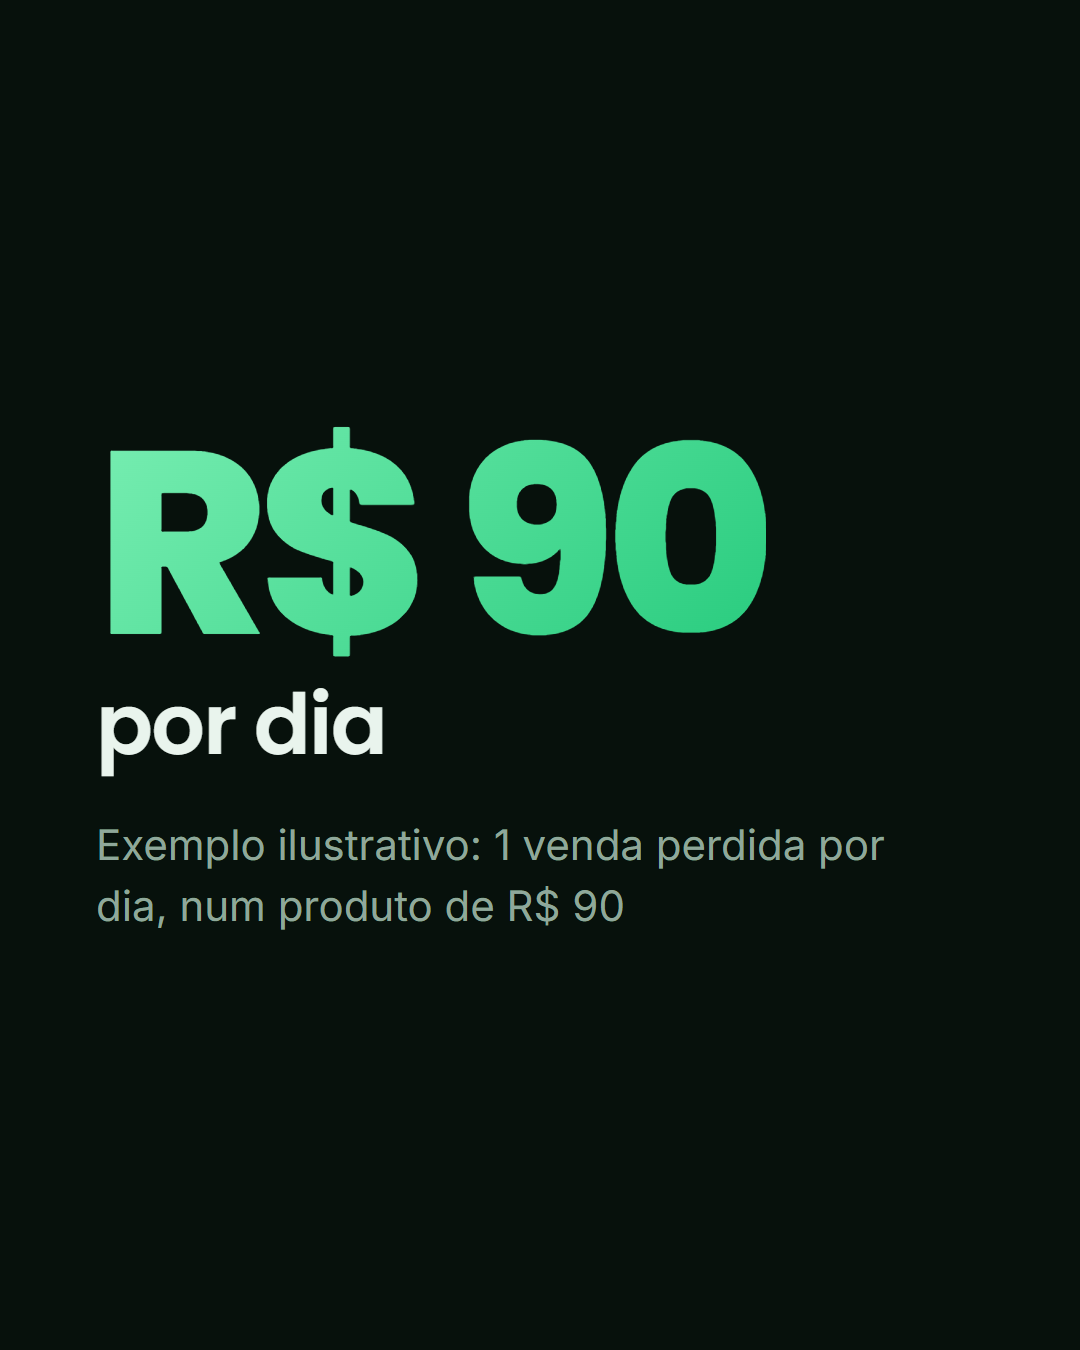 R$ 90
por dia
Exemplo ilustrativo: 1 venda perdida por
dia, num produto de R$ 90